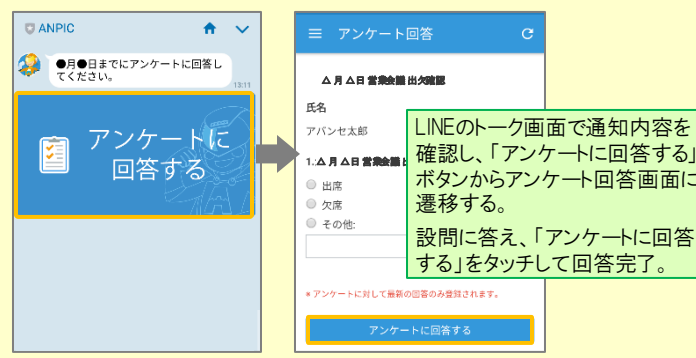 ANPIC
●月●日までにアンケートに回答し
てください。
13:11
アンケートに
回答する
アンケート回答
△ 月 △ 日 営業会議 出欠確認
氏名
アバンセ太郎
1.△ 月 △ 日 営業会議
出席
欠席
その他:
* アンケートに対して最新の回答のみ登録されます。
アンケートに回答する
LINEのトーク画面で通知内容を
確認し、「アンケートに回答する」
ボタンからアンケート回答画面に
遷移する。
設問に答え、「アンケートに回答
する」をタッチして回答完了。